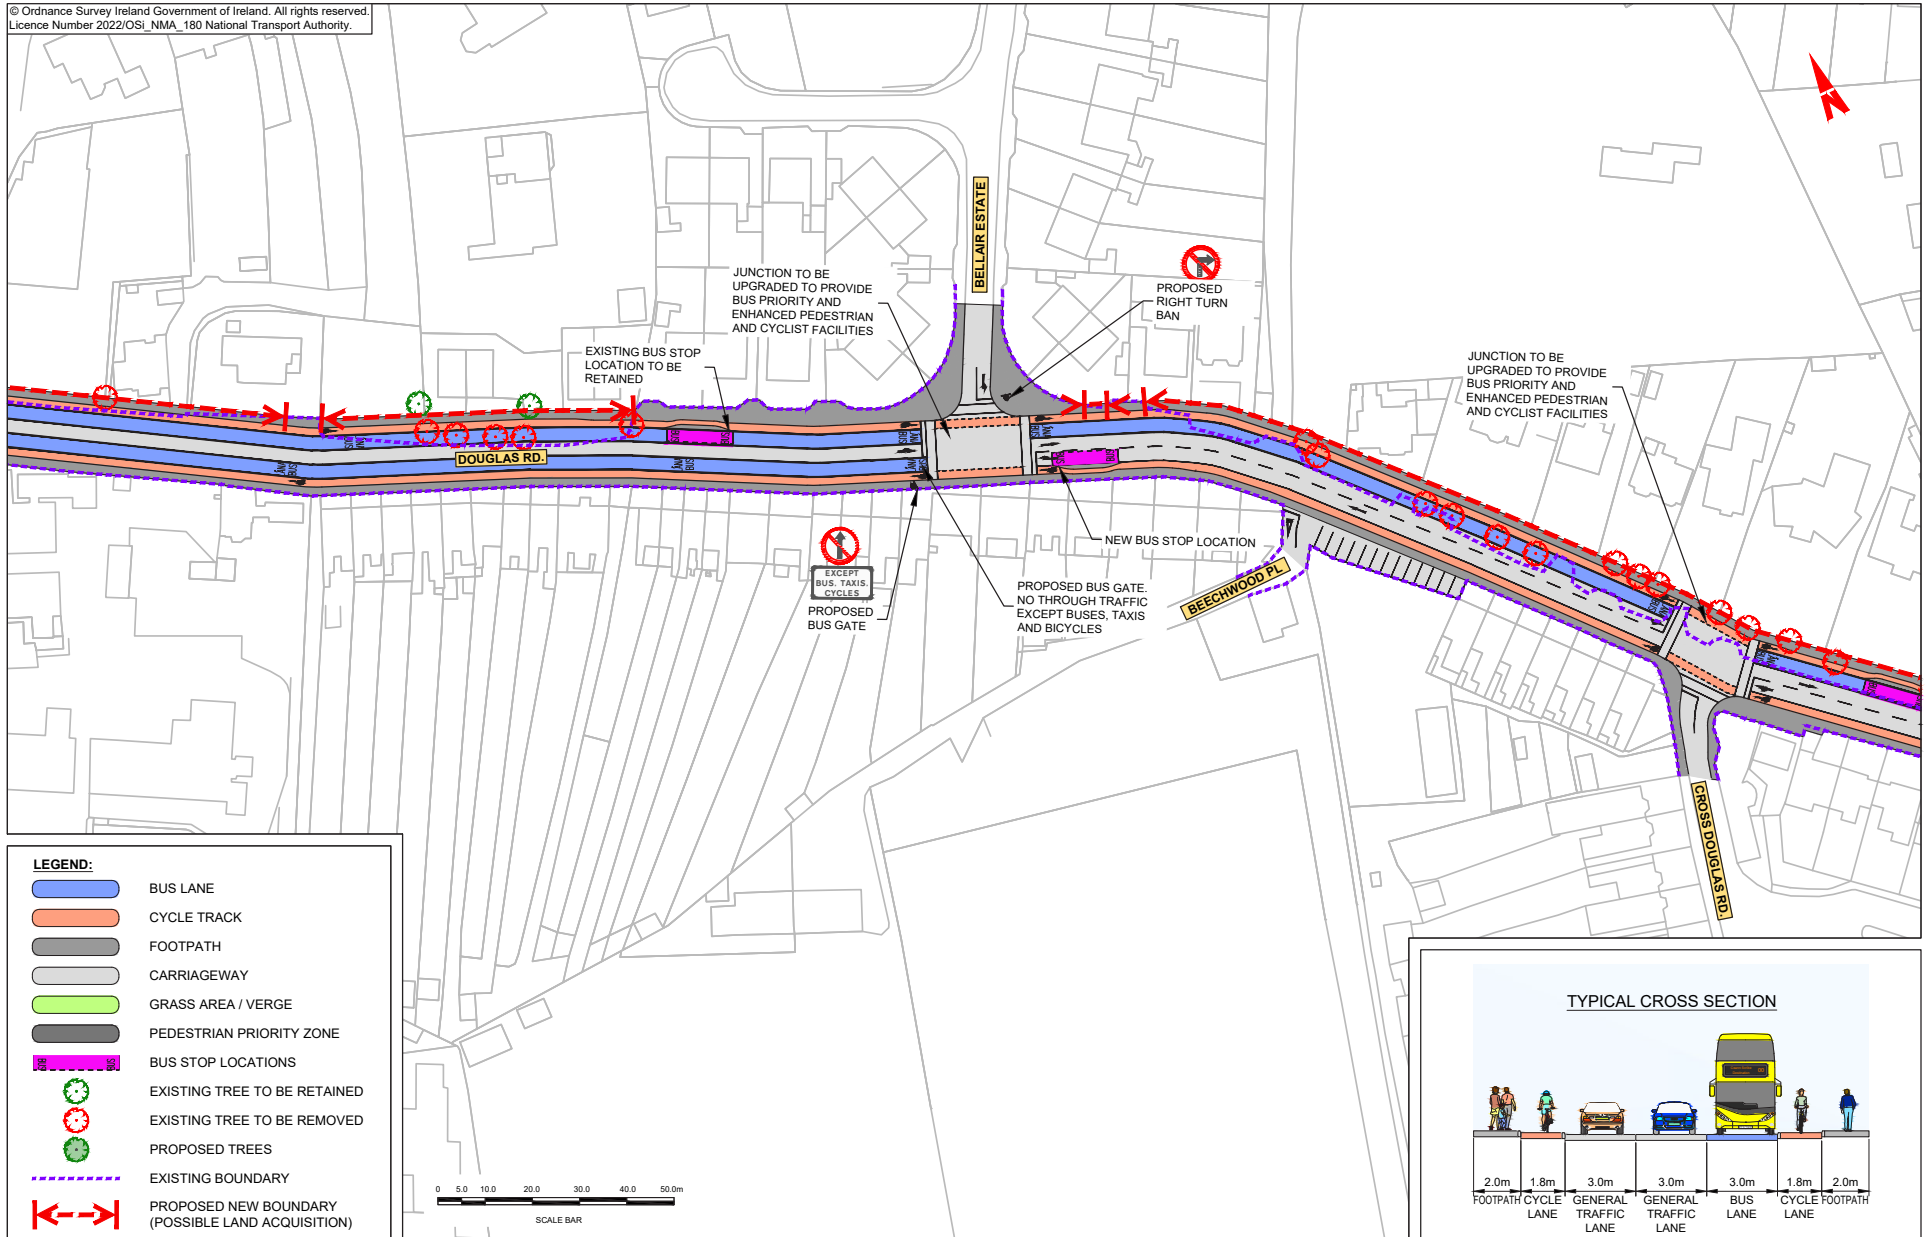 © Ordnance Survey Ireland Government of Ireland. All rights reserved.
Licence Number 2022/OSi_NMA_180 National Transport Authority.
N
BELLAIR ESTATE
JUNCTION TO BE
UPGRADED TO PROVIDE
BUS PRIORITY AND
ENHANCED PEDESTRIAN
AND CYCLIST FACILITIES
PROPOSED
RIGHT TURN
BAN
EXISTING BUS STOP
LOCATION TO BE
RETAINED
JUNCTION TO BE
UPGRADED TO PROVIDE
BUS PRIORITY AND
ENHANCED PEDESTRIAN
AND CYCLIST FACILITIES
DOUGLAS RD.
NEW BUS STOP LOCATION
EXCEPT
BUS. TAXIS.
CYCLES
PROPOSED
BUS GATE
PROPOSED BUS GATE.
NO THROUGH TRAFFIC
EXCEPT BUSES, TAXIS
AND BICYCLES
BEECHWOOD PL
CROSS DOUGLAS RD.
LEGEND:
BUS LANE
CYCLE TRACK
FOOTPATH
CARRIAGEWAY
GRASS AREA / VERGE
PEDESTRIAN PRIORITY ZONE
BUS BUS
BUS STOP LOCATIONS
EXISTING TREE TO BE RETAINED
EXISTING TREE TO BE REMOVED
PROPOSED TREES
EXISTING BOUNDARY
PROPOSED NEW BOUNDARY
(POSSIBLE LAND ACQUISITION)
0 5.0 10.0 20.0 30.0 40.0 50.0m
SCALE BAR
TYPICAL CROSS SECTION
2.0m 1.8m 3.0m 3.0m 3.0m 1.8m 2.0m
FOOTPATH CYCLE LANE GENERAL TRAFFIC LANE GENERAL TRAFFIC LANE BUS LANE CYCLE LANE FOOTPATH